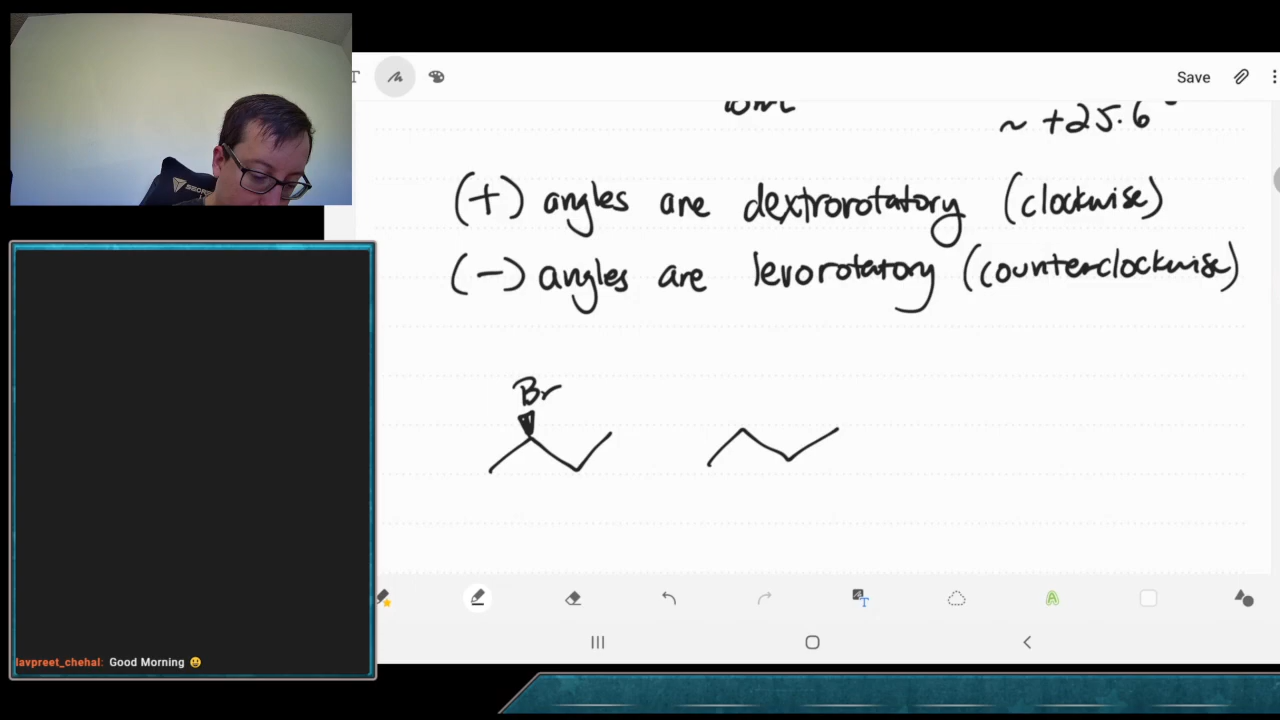 T
Save
~ +25.6°
(+) angles are dextrorotatory (clockwise)
(-) angles are levorotatory (counterclockwise)
Br
T
A
lavpreet_chehal: Good Morning 😃